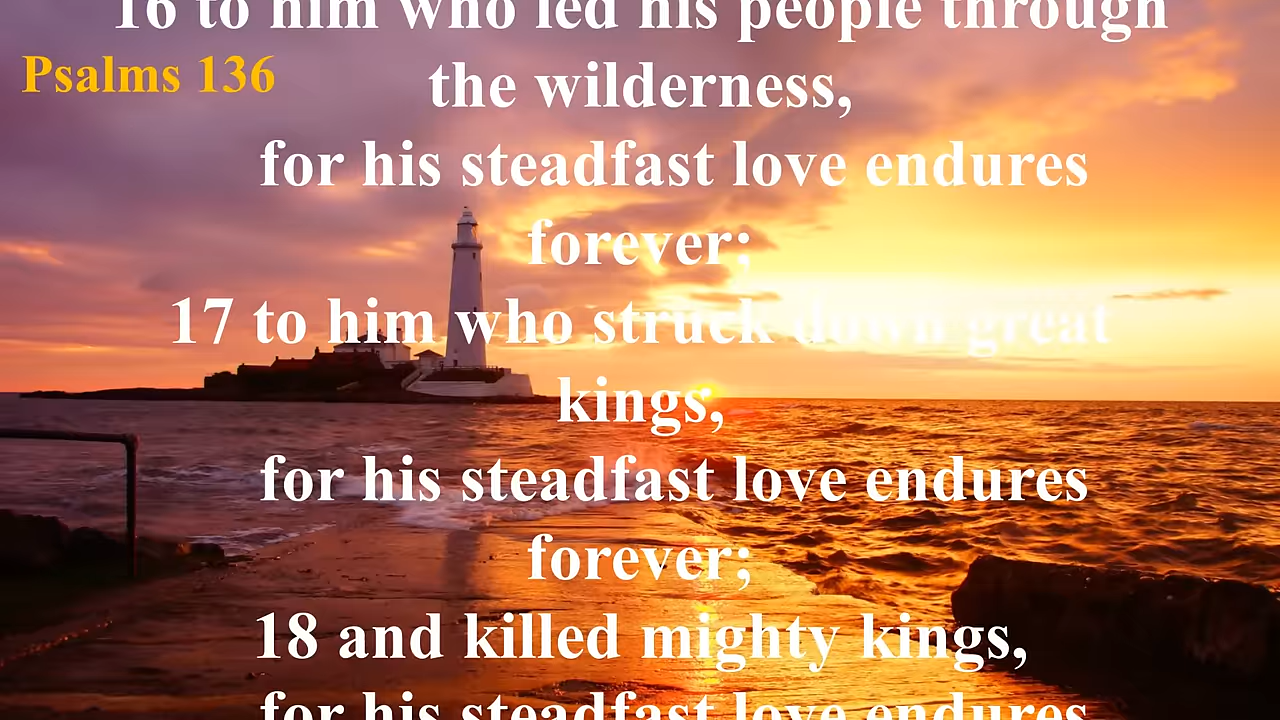 16 to him who led his people through
Psalms 136
the wilderness,
for his steadfast love endures
forever;
17 to him who struck down great
kings,
for his steadfast love endures
forever;
18 and killed mighty kings,
for his steadfast love endures